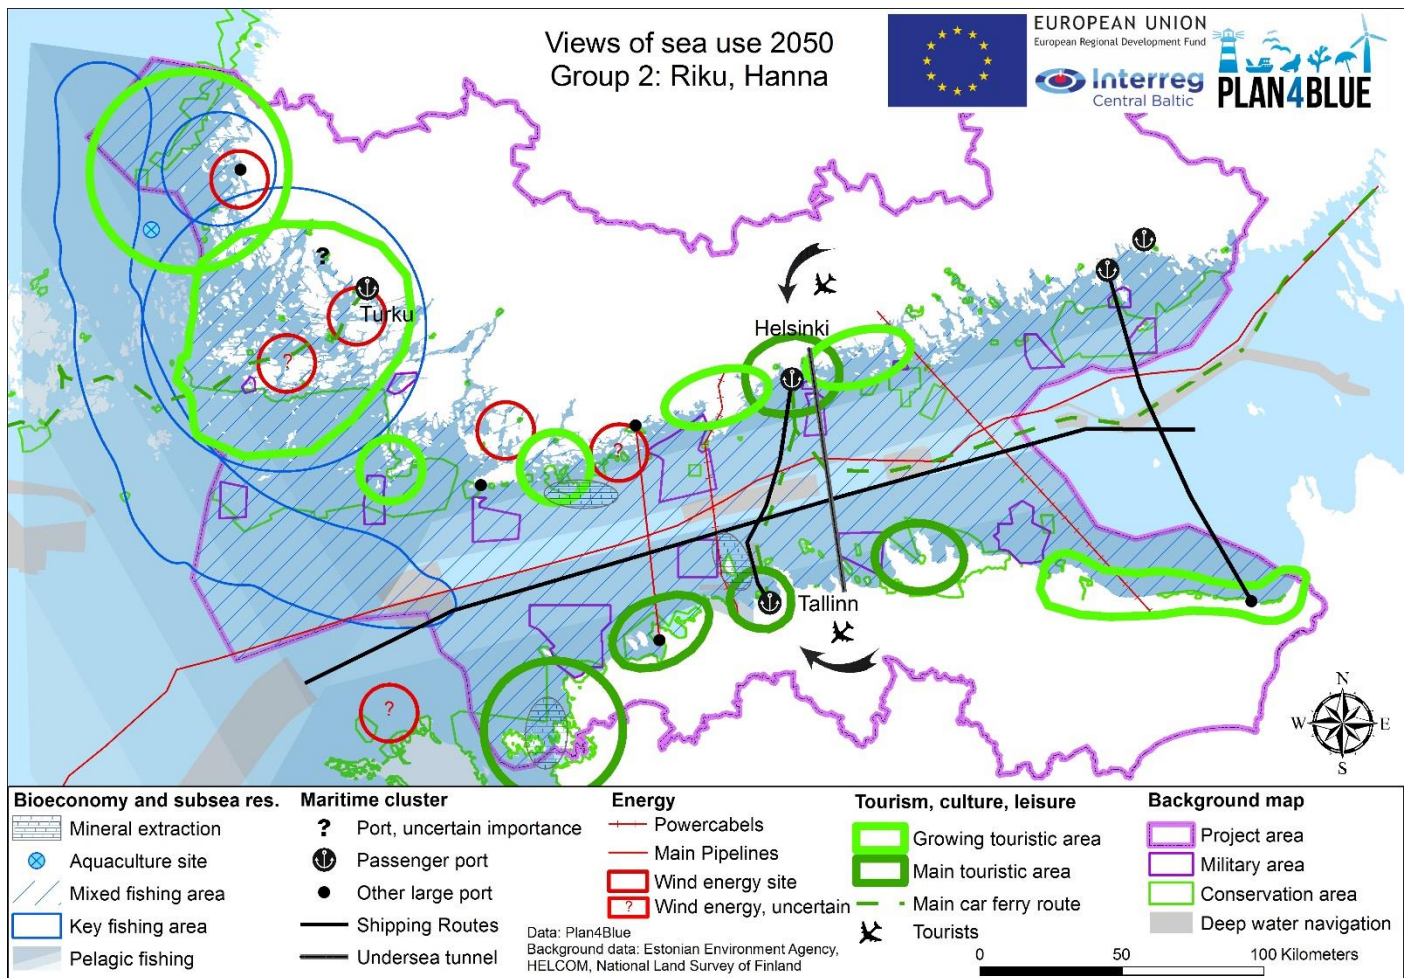 Views of sea use 2050
Group 2: Riku, Hanna
EUROPEAN UNION
European Regional Development Fund
Interreg
Central Baltic
PLAN4BLUE
?
Turku
?
Helsinki
?
Tallinn
?
N
W E
S
Bioeconomy and subsea res.
Mineral extraction
Aquaculture site
Mixed fishing area
Key fishing area
Pelagic fishing
Maritime cluster
? Port, uncertain importance
Passenger port
Other large port
Shipping Routes
Undersea tunnel
Energy
Powercabels
Main Pipelines
Wind energy site
? Wind energy, uncertain
Data: Plan4Blue
Background data: Estonian Environment Agency,
HELCOM, National Land Survey of Finland
Tourism, culture, leisure
Growing touristic area
Main touristic area
Main car ferry route
Tourists
Background map
Project area
Military area
Conservation area
Deep water navigation
0 50 100 Kilometers